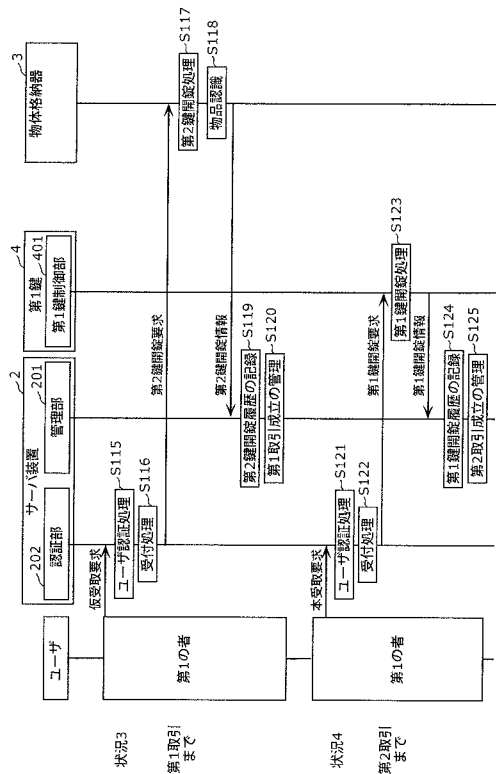 ユーザ
サーバ装置
2
認証部
202
管理部
201
第1鍵
4
第1鍵制御部
401
物体格納器
3
状況3
第1取引
まで
第1の者
仮受取要求
ユーザ認証処理
S115
受付処理
S116
第2鍵開錠要求
第2鍵開錠処理
S117
物品認識
S118
第2鍵開錠情報
第2鍵開錠履歴の記録
S119
第1取引成立の管理
S120
状況4
第2取引
まで
第1の者
本受取要求
ユーザ認証処理
S121
受付処理
S122
第1鍵開錠要求
第1鍵開錠処理
S123
第1鍵開錠情報
第1鍵開錠履歴の記録
S124
第2取引成立の管理
S125